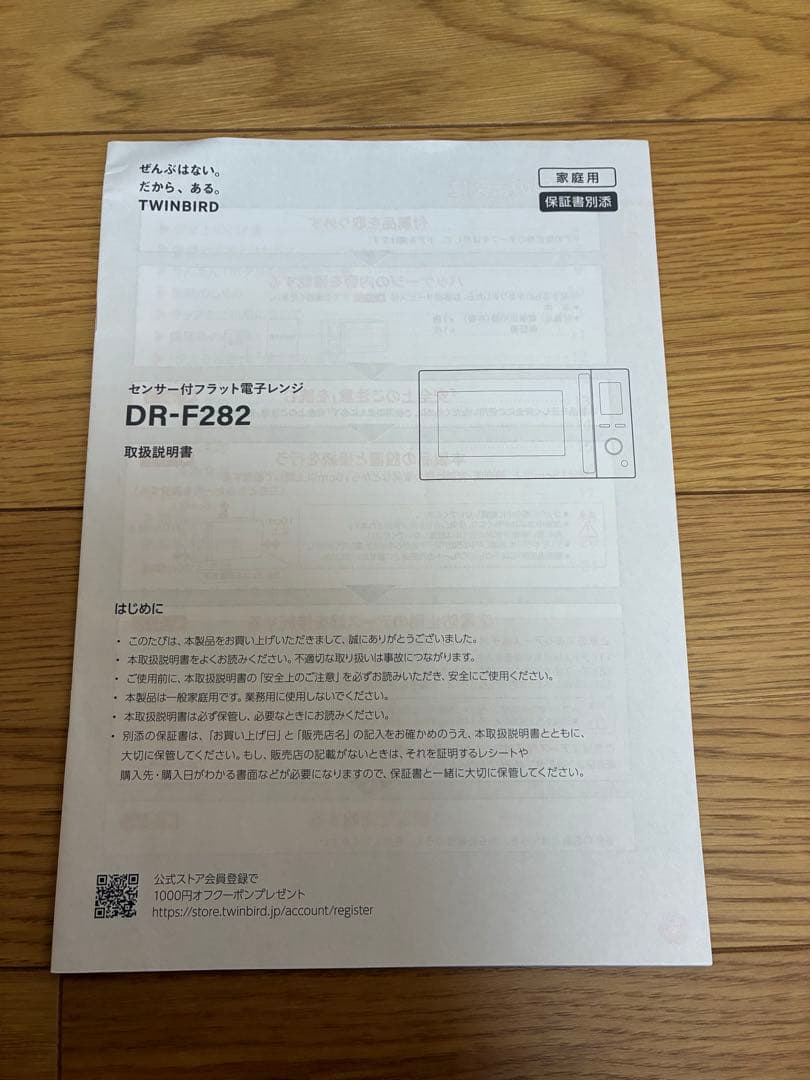 ぜんぶはない。
だから、ある。
TWINBIRD
家庭用
保証書別添
センサー付フラット電子レンジ
DR-F282
取扱説明書
はじめに
・ このたびは、本製品をお買い上げいただきまして、誠にありがとうございました。
・ 本取扱説明書をよくお読みください。不適切な取り扱いは事故につながります。
・ ご使用前に、本取扱説明書の「安全上のご注意」を必ずお読みいただき、安全にご使用ください。
・ 本製品は一般家庭用です。業務用に使用しないでください。
・ 本取扱説明書は必ず保管し、必要なときにお読みください。
・ 別添の保証書は、「お買い上げ日」と「販売店名」の記入をお確かめのうえ、本取扱説明書とともに、
大切に保管してください。もし、販売店の記載がないときは、それを証明するレシートや
購入先・購入日がわかる書面などが必要になりますので、保証書と一緒に大切に保管してください。
公式ストア会員登録で
1000円オフクーポンプレゼント
https://store.twinbird.jp/account/register